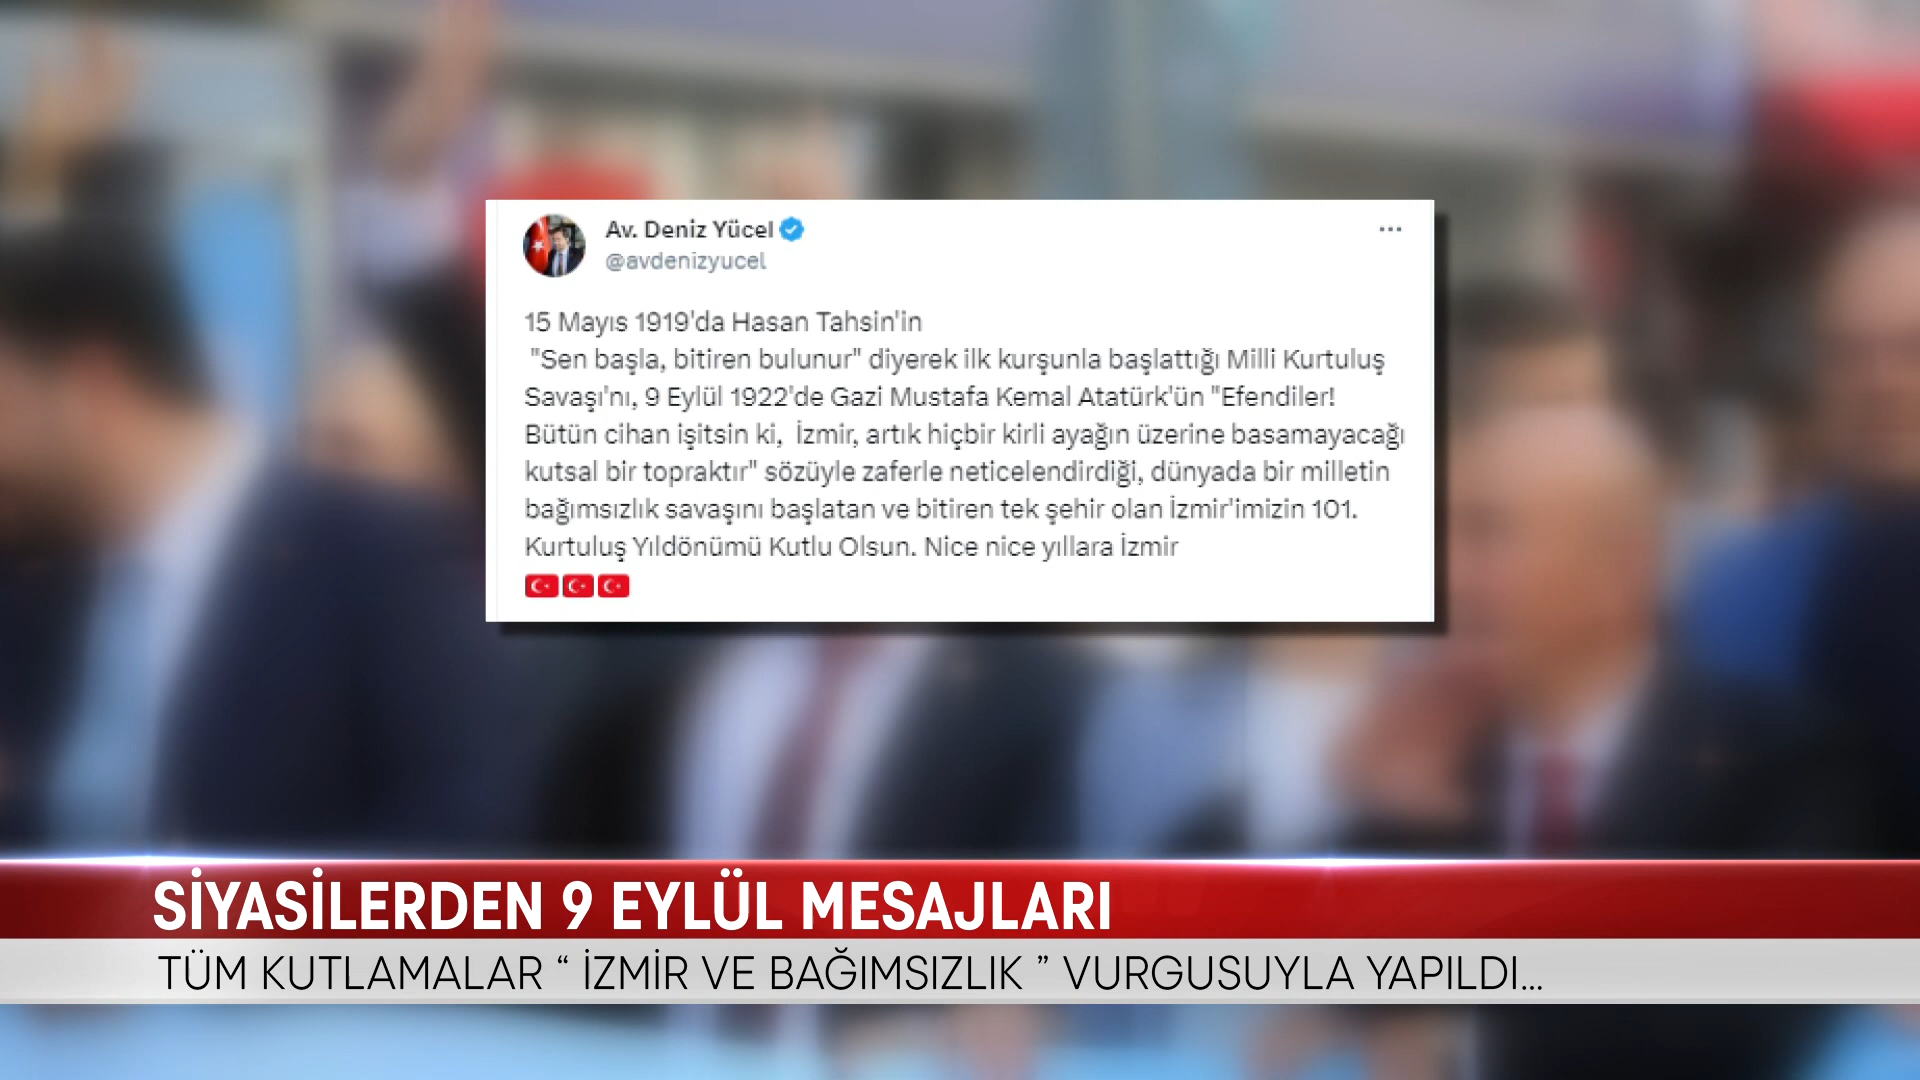 Av. Deniz Yücel
@avdenizyucel
15 Mayıs 1919'da Hasan Tahsin'in
"Sen başla, bitiren bulunur" diyerek ilk kurşunla başlattığı Milli Kurtuluş
Savaşı'nı, 9 Eylül 1922'de Gazi Mustafa Kemal Atatürk'ün "Efendiler!
Bütün cihan işitsin ki, İzmir, artık hiçbir kirli ayağın üzerine basamayacağı
kutsal bir topraktır" sözüyle zaferle neticelendirdiği, dünyada bir milletin
bağımsızlık savaşını başlatan ve bitiren tek şehir olan İzmir'imizin 101.
Kurtuluş Yıldönümü Kutlu Olsun. Nice nice yıllara İzmir
SİYASİLERDEN 9 EYLÜL MESAJLARI
TÜM KUTLAMALAR “ İZMİR VE BAĞIMSIZLIK ” VURGUSUYLA YAPILDI...